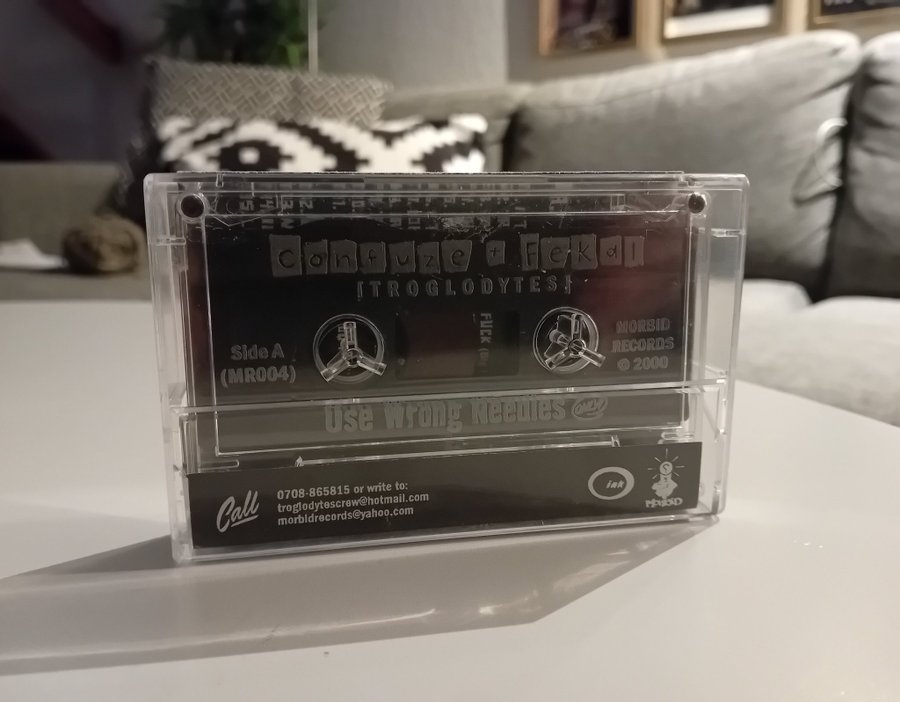 Confuze + Fekal
[TROGLODYTES]
Side A
(MR004)
FUCK
MORBID
RECORDS
© 2000
Use Wrong Needles ONLY!
Call
0708-865815 or write to:
troglodytescrew@hotmail.com
morbidrecords@yahoo.com
ink
MORBID